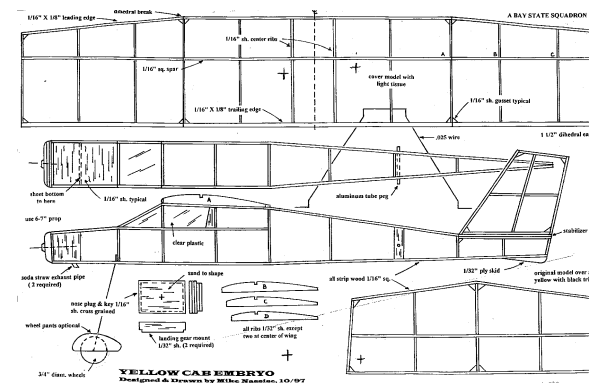 A BAY STATE SQUADRON
dihedral break
1/16" X 1/8" leading edge
1/16" sh. center ribs
A
B
C
1/16" sq. spar
cover model with
light tissue
1/16" X 1/8" trailing edge
1/16" sh. gusset typical
.025 wire
1 1/2" dihedral
sheet bottom
to here
1/16" sh. typical
aluminum tube peg
use 6-7" prop
A
clear plastic
stabilizer
soda straw exhaust pipe
( 2 required)
all strip wood 1/16" sq.
1/32" ply skid
original model over
yellow with black
sand to shape
nose plug & key 1/16"
sh. cross grained
B
C
D
wheel pants optional
landing gear mount
1/32" sh. (2 required)
all ribs 1/32" sh. except
two at center of wing
3/4" diam. wheels
YELLOW CAB EMBRYO
Designed & Drawn by Mike Nassise, 10/97